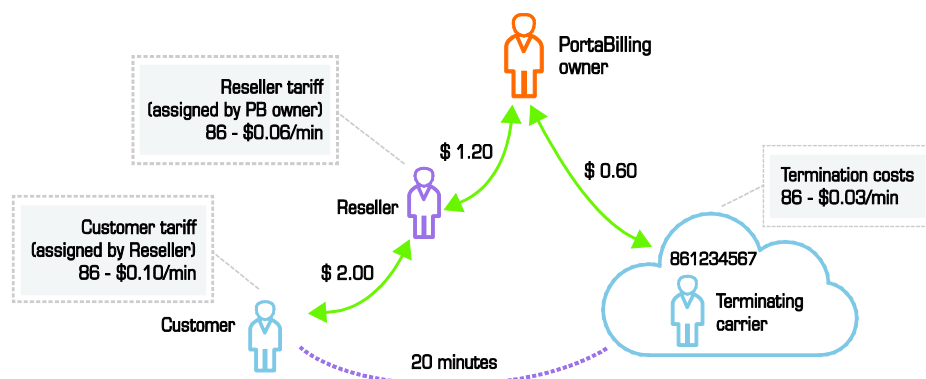 PortaBilling
owner
Reseller tariff
(assigned by PB owner)
86 - $0.06/min
$ 1.20
$ 0.60
Termination costs
86 - $0.03/min
Reseller
Customer tariff
(assigned by Reseller)
86 - $0.10/min
$ 2.00
861234567
Terminating
carrier
Customer
20 minutes